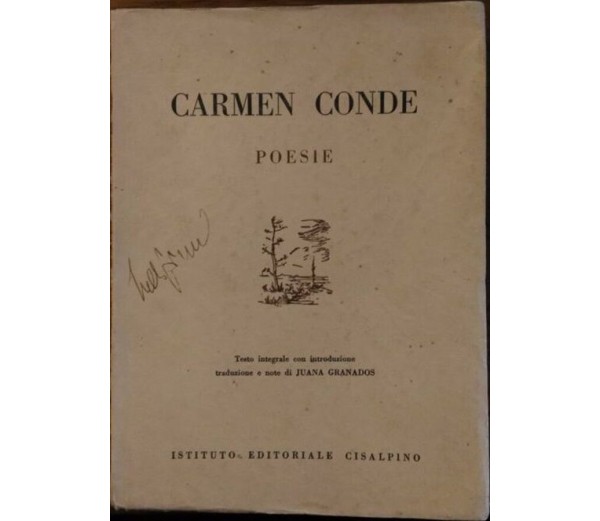 CARMEN CONDE
POESIE
Testo integrale con introduzione
traduzione e note di JUANA GRANADOS
ISTITUTO EDITORIALE CISALPINO